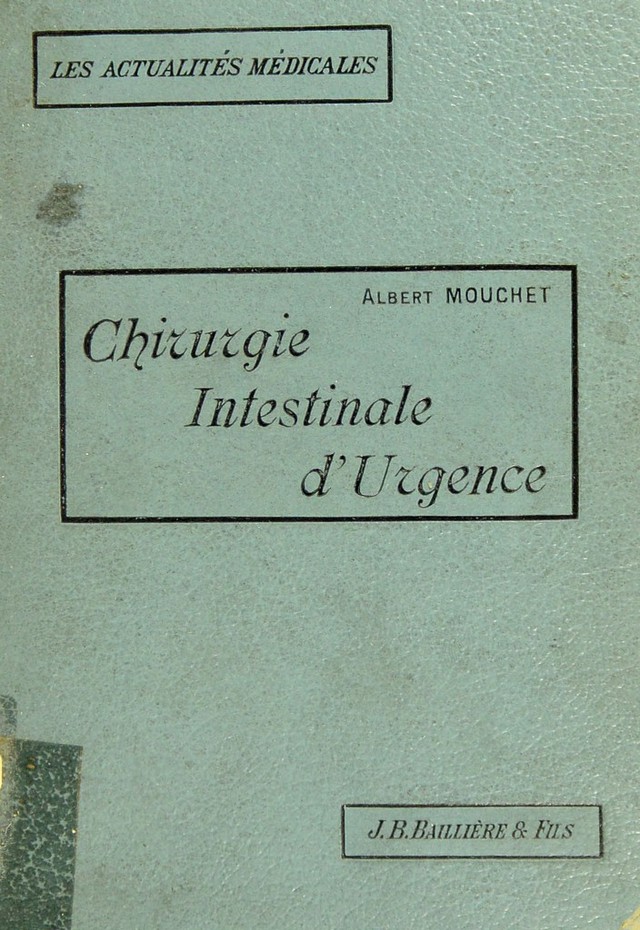 LES ACTUALITÉS MÉDICALES
ALBERT MOUCHET
Chirurgie
Intestinale
d'Urgence
J. B. BAILLIÈRE & FILS